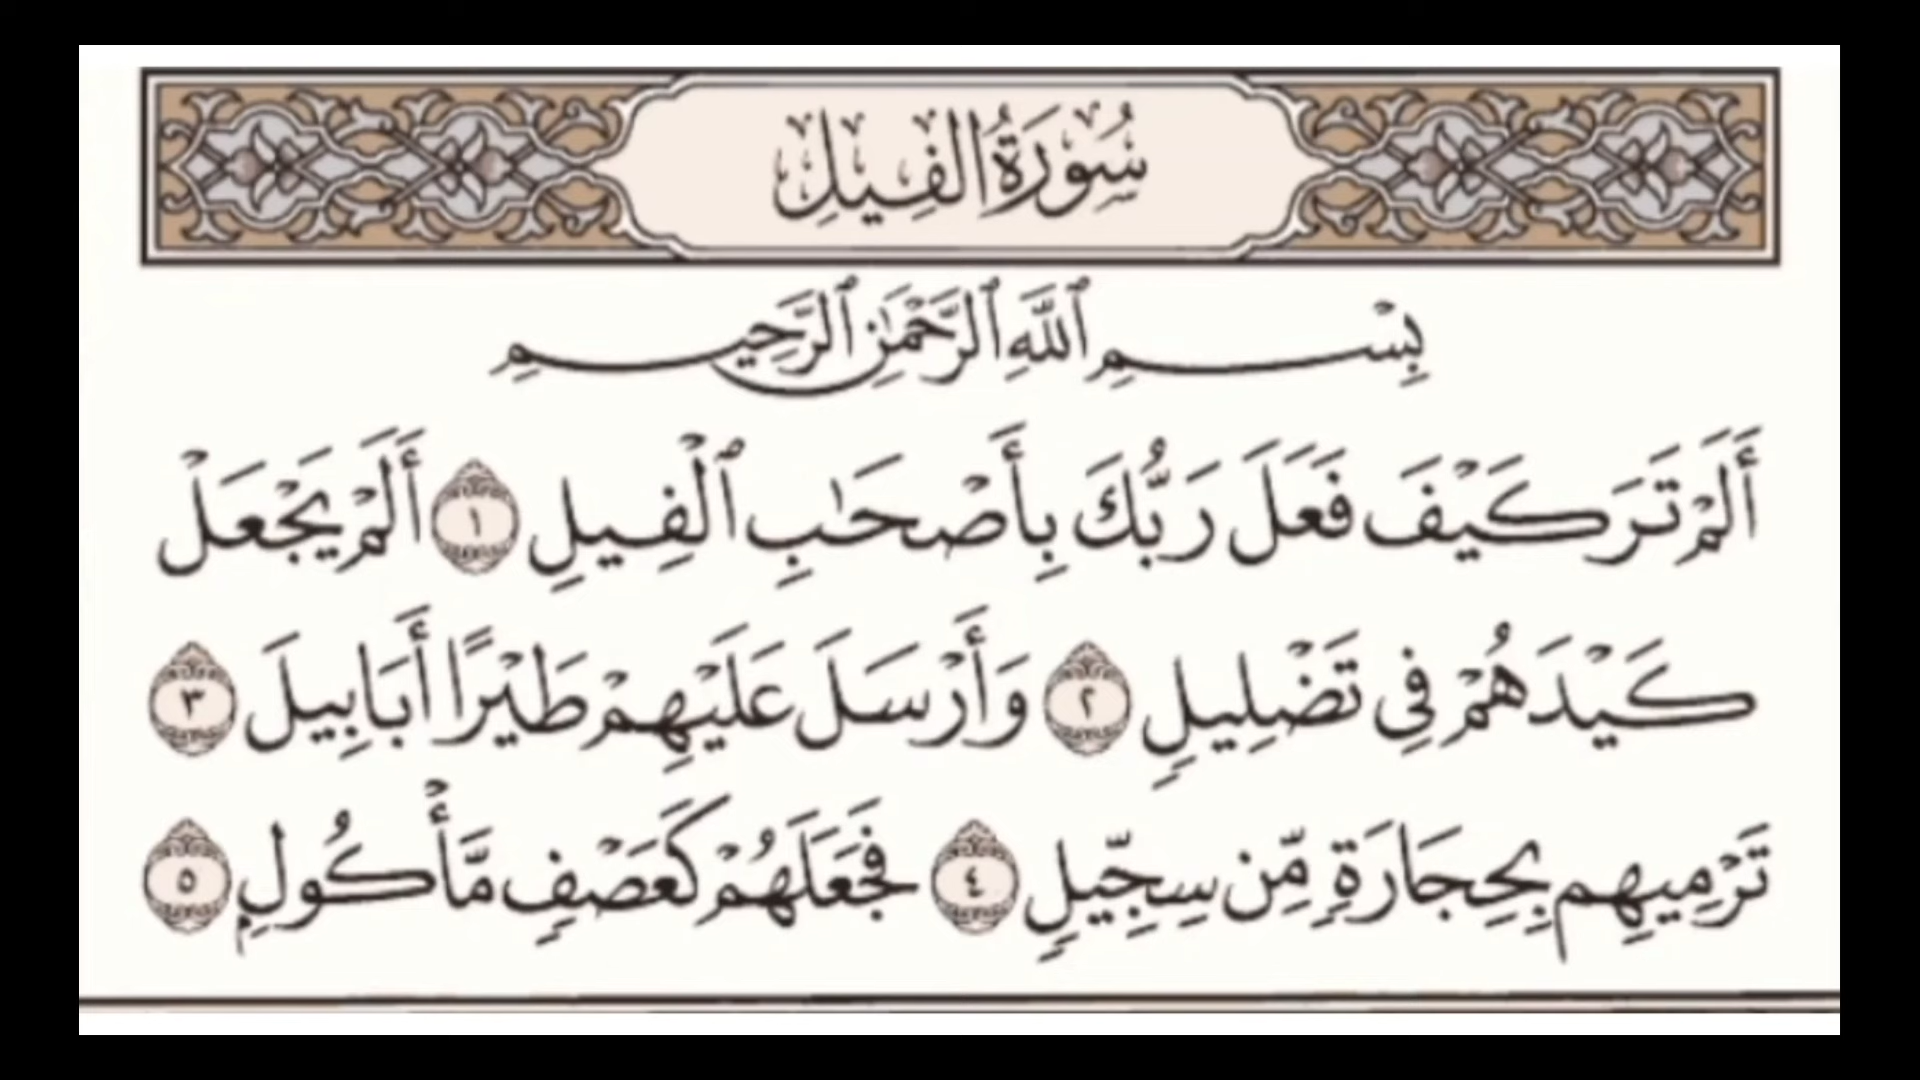 سُورَةُ الفِيلِ
بِسْمِ ٱللَّهِ ٱلرَّحْمَٰنِ ٱلرَّحِيمِ
أَلَمْ تَرَ كَيْفَ فَعَلَ رَبُّكَ بِأَصْحَٰبِ ٱلْفِيلِ ١ أَلَمْ يَجْعَلْ
كَيْدَهُمْ فِى تَضْلِيلٍ ٢ وَأَرْسَلَ عَلَيْهِمْ طَيْرًا أَبَابِيلَ ٣
تَرْمِيهِم بِحِجَارَةٍ مِّن سِجِّيلٍ ٤ فَجَعَلَهُمْ كَعَصْفٍ مَّأْكُولٍ ٥